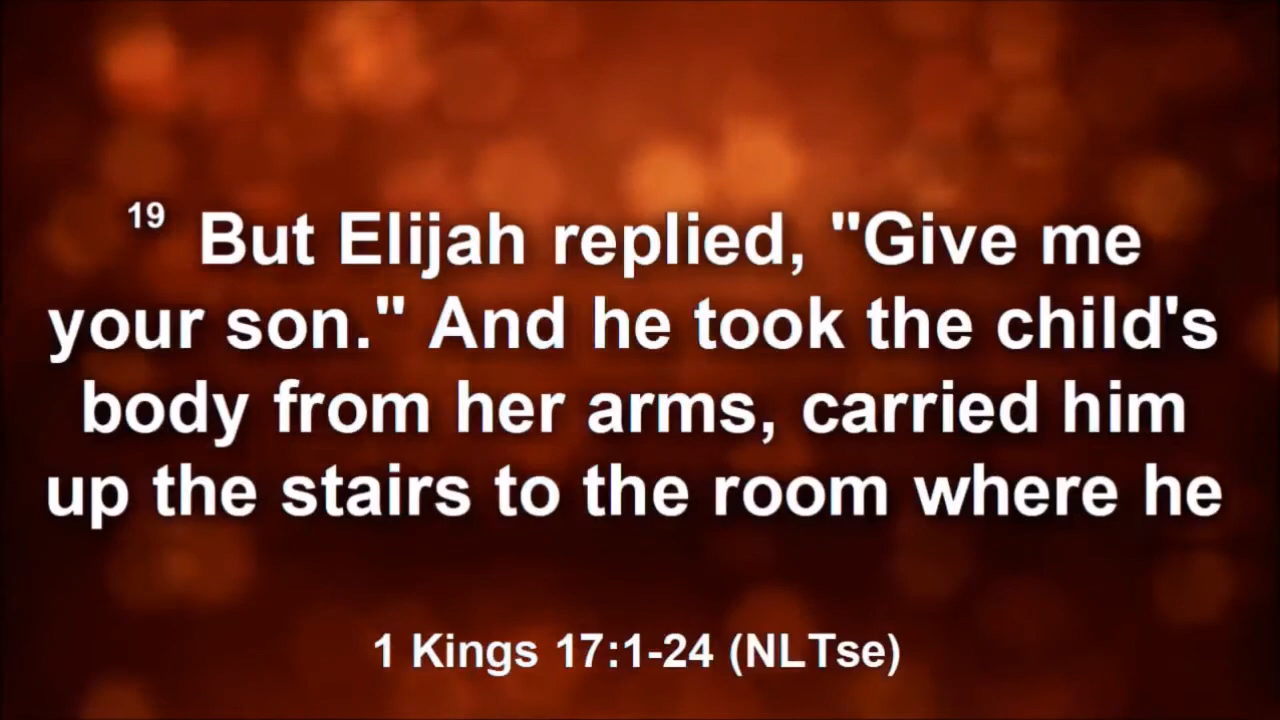 19 But Elijah replied, "Give me
your son." And he took the child's
body from her arms, carried him
up the stairs to the room where he
1 Kings 17:1-24 (NLTse)